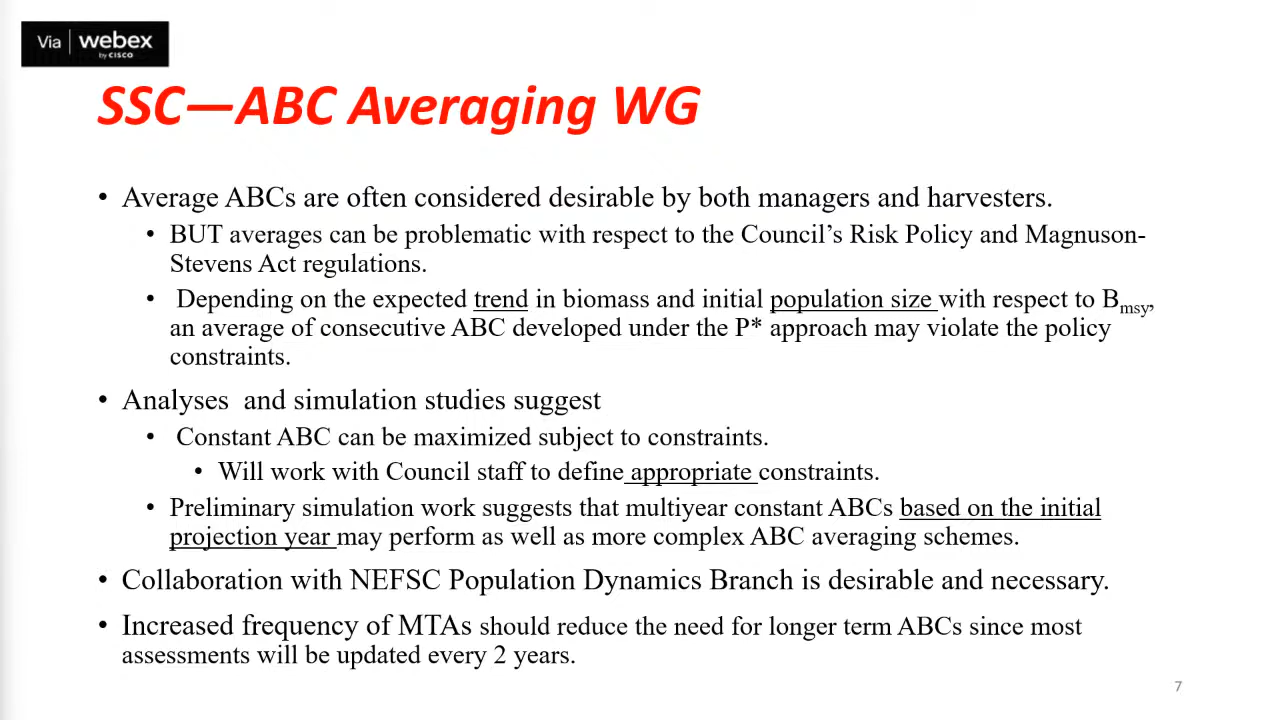 Via webex
by CISCO
SSC—ABC Averaging WG
• Average ABCs are often considered desirable by both managers and harvesters.
• BUT averages can be problematic with respect to the Council’s Risk Policy and Magnuson-
Stevens Act regulations.
• Depending on the expected trend in biomass and initial population size with respect to Bmsy,
an average of consecutive ABC developed under the P* approach may violate the policy
constraints.
• Analyses and simulation studies suggest
• Constant ABC can be maximized subject to constraints.
• Will work with Council staff to define appropriate constraints.
• Preliminary simulation work suggests that multiyear constant ABCs based on the initial
projection year may perform as well as more complex ABC averaging schemes.
• Collaboration with NEFSC Population Dynamics Branch is desirable and necessary.
• Increased frequency of MTAs should reduce the need for longer term ABCs since most
assessments will be updated every 2 years.
7